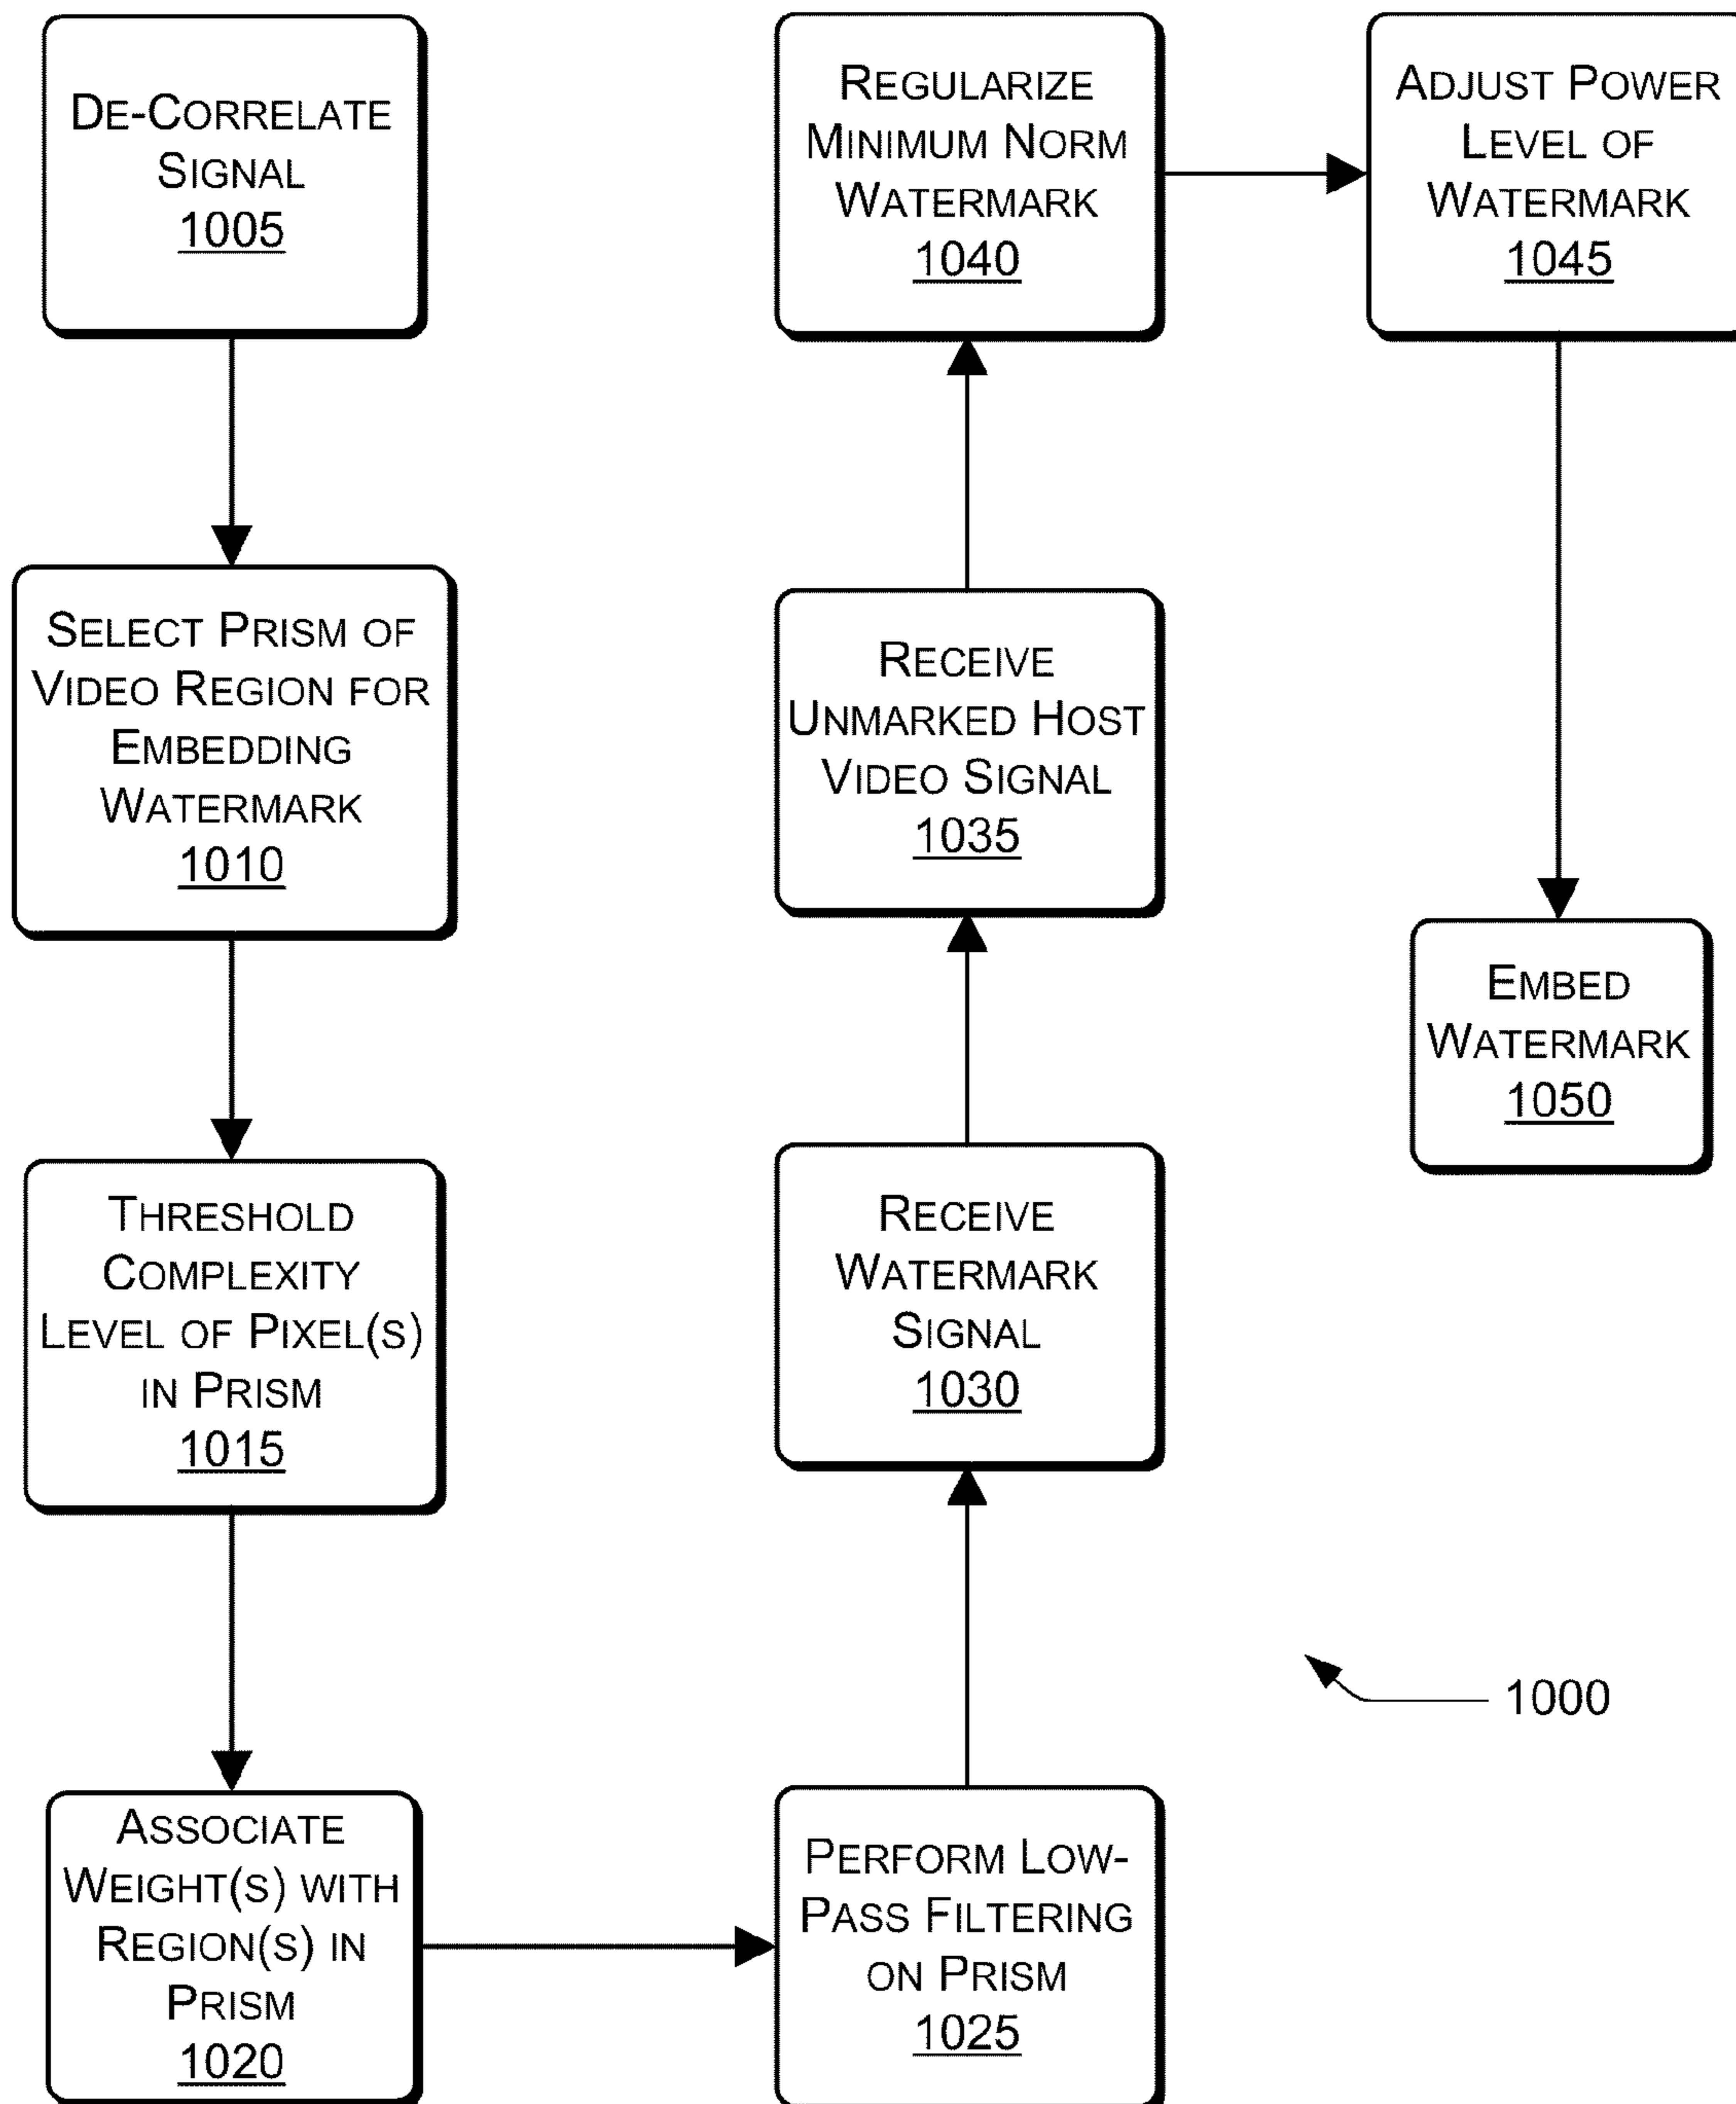 DE-CORRELATE
SIGNAL
1005
SELECT PRISM OF
VIDEO REGION FOR
EMBEDDING
WATERMARK
1010
THRESHOLD
COMPLEXITY
LEVEL OF PIXEL(S)
IN PRISM
1015
ASSOCIATE
WEIGHT(S) WITH
REGION(S) IN
PRISM
1020
PERFORM LOW-
PASS FILTERING
ON PRISM
1025
RECEIVE
WATERMARK
SIGNAL
1030
RECEIVE
UNMARKED HOST
VIDEO SIGNAL
1035
REGULARIZE
MINIMUM NORM
WATERMARK
1040
ADJUST POWER
LEVEL OF
WATERMARK
1045
EMBED
WATERMARK
1050
1000